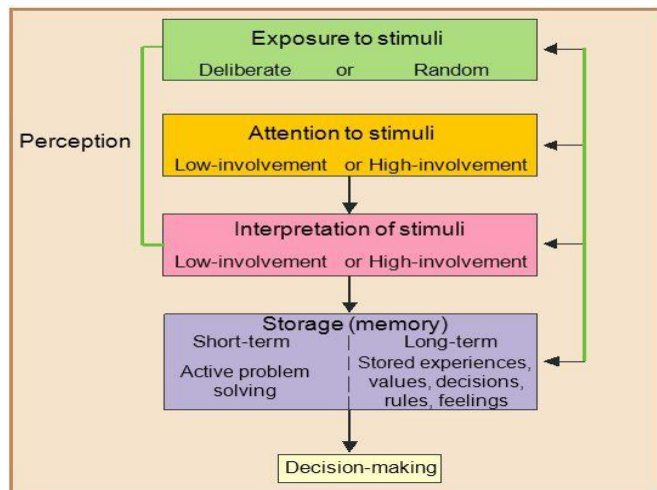 Exposure to stimuli
Deliberate or Random
Perception
Attention to stimuli
Low-involvement or High-involvement
Interpretation of stimuli
Low-involvement or High-involvement
Storage (memory)
Short-term
Active problem
solving
Long-term
Stored experiences,
values, decisions,
rules, feelings
Decision-making